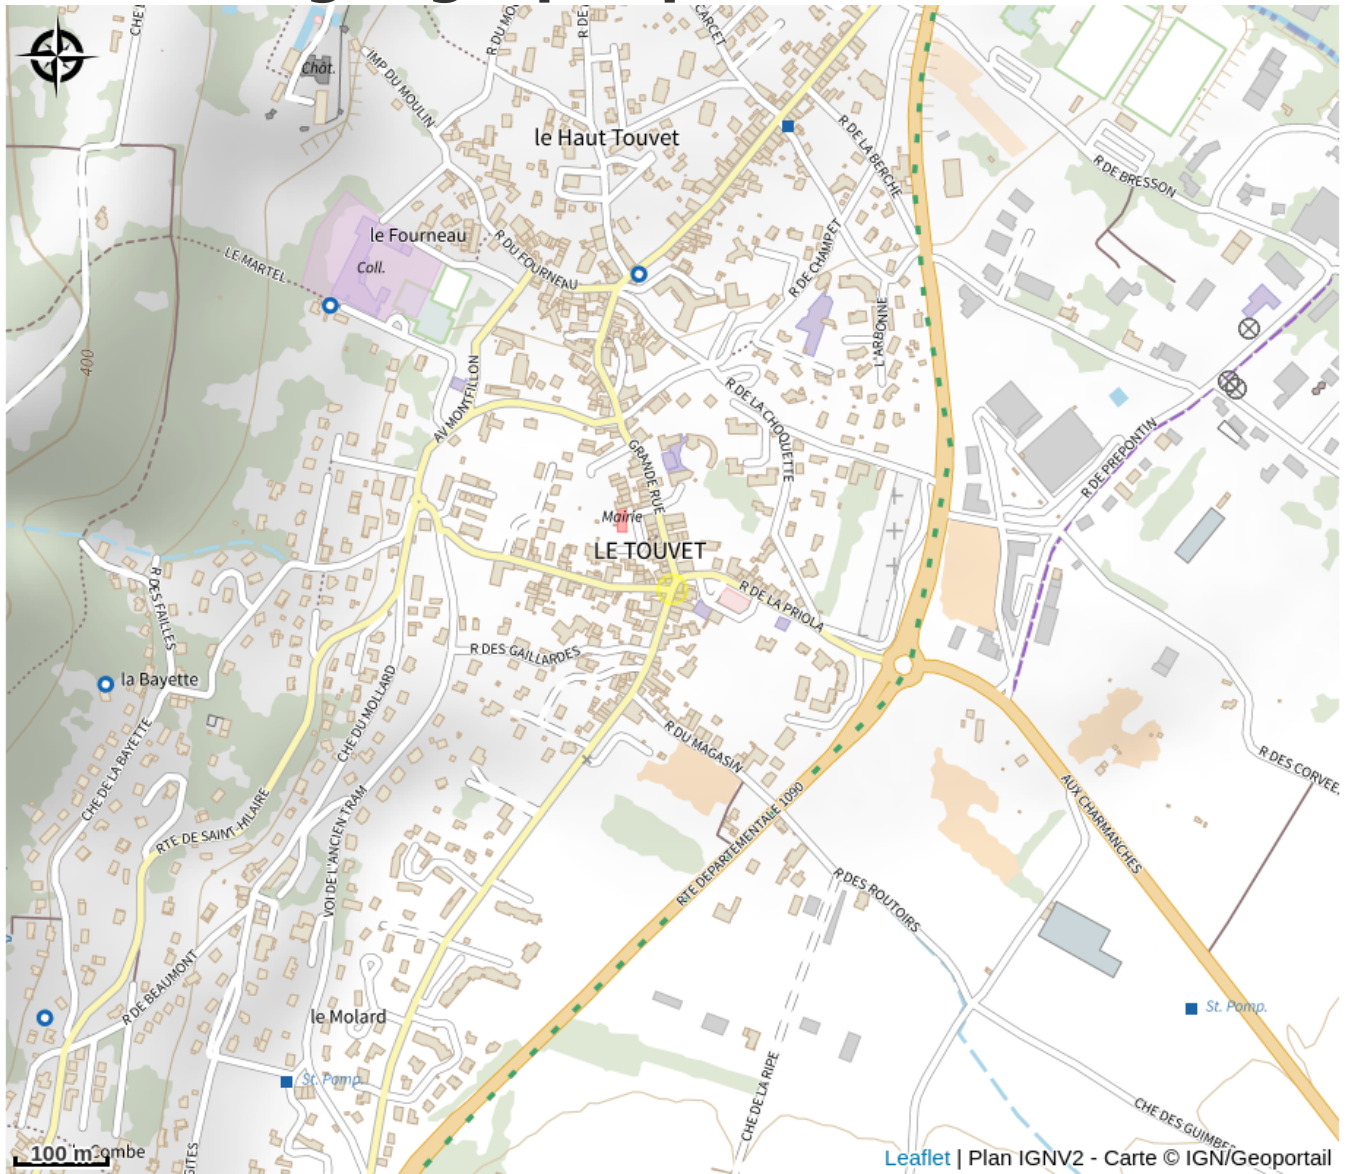 CHE
R DU MO
R DE
CARCET
IMP DU MOULIN
Chât.
le Haut Touvet
R DE LA BERCHE
R DE BRESSON
le Fourneau
Coll.
LE MARTEL
R DU FOURNEAU
R DE CHAMPET
L'ARBONNE
400
AV MONTFILLON
R DE LA CHOQUETTE
GRANDE RUE
R DE PREPONTIN
Mairie
LE TOUVET
R DES FAILLES
R DE LA PRIOLA
R DES GAILLARDES
la Bayette
CHE DU MOLLARD
R DU MAGASIN
CHE DE LA BAYETTE
R DES CORVEE
RTE DE SAINT-HILAIRE
VOI DE L'ANCIEN TRAM
RTE DEPARTEMENTALE 1090
AUX CHARMANCHES
R DES ROUTOIRS
R DE BEAUMONT
le Molard
St. Pomp.
St. Pomp.
CHE DE LA RIPE
CHE DES GUIMBE
SITES
Combe
100 m
Leaflet | Plan IGNV2 - Carte © IGN/Geoportail